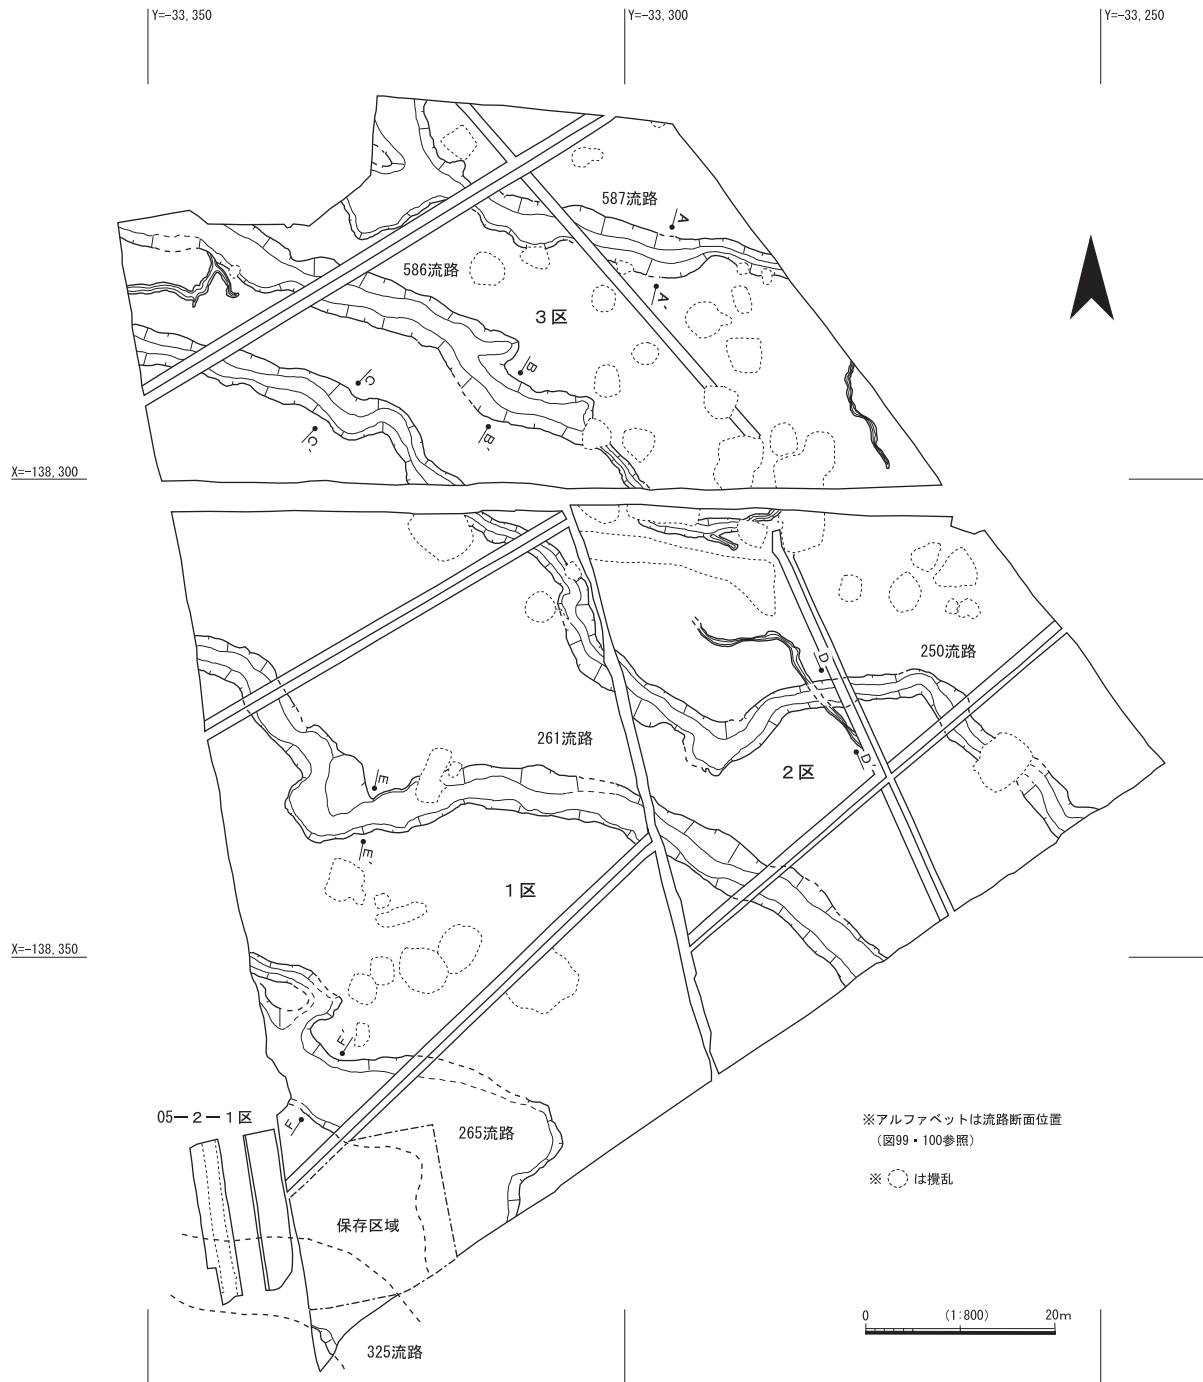 Y=-33,350
Y=-33,300
Y=-33,250
587流路
A
586流路
A'
3区
B
C
B'
C'
X=-138,300
250流路
D
261流路
D'
2区
E
E'
1区
X=-138,350
F'
05－2－1区
F
265流路
※アルファベットは流路断面位置
（図99・100参照）
※ は攪乱
保存区域
0 (1:800) 20m
325流路